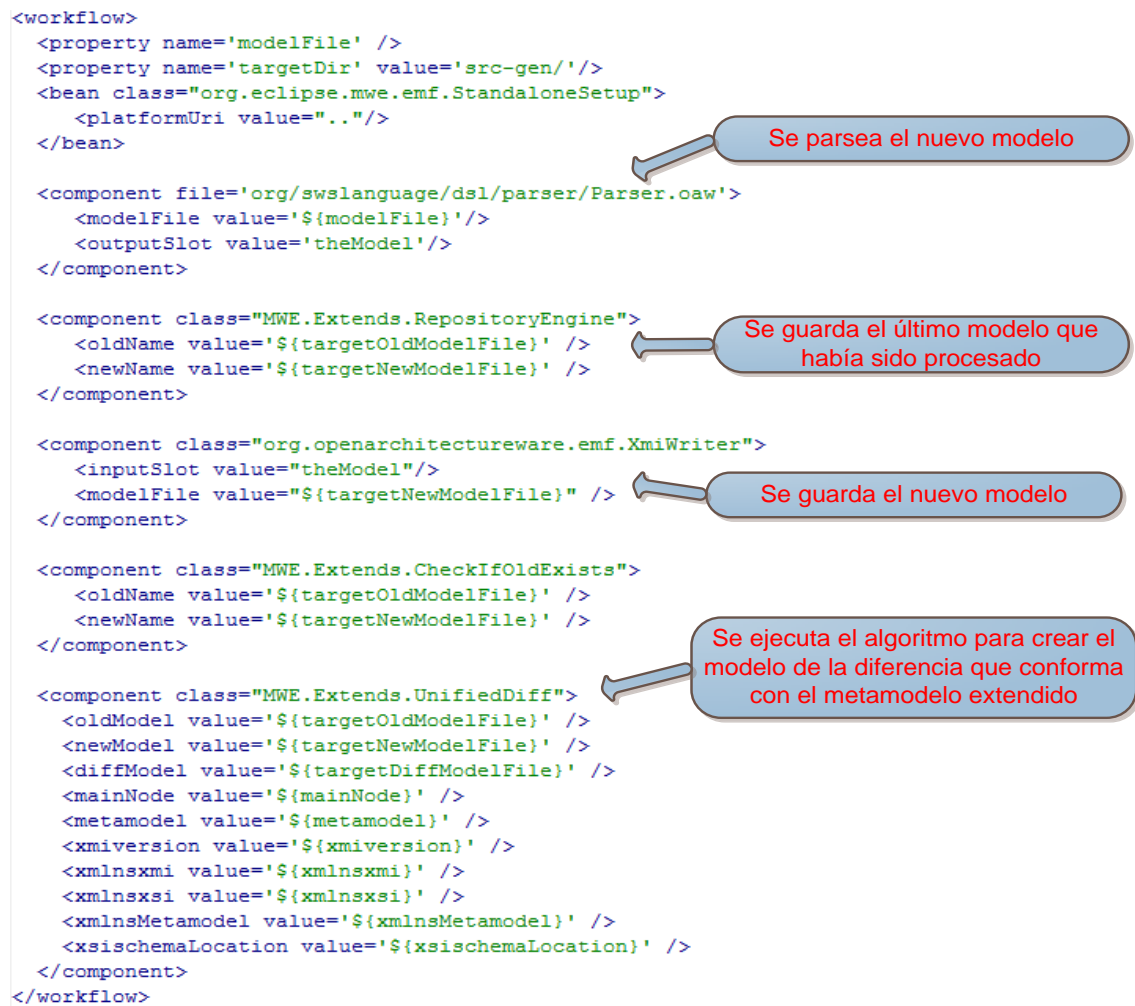 <workflow>
<property name='modelFile' />
<property name='targetDir' value='src-gen/'/>
<bean class="org.eclipse.mwe.emf.StandaloneSetup">
<platformUri value=".."/>
</bean>
Se parsea el nuevo modelo
<component file='org/swslanguage/dsl/parser/Parser.oaw'>
<modelFile value='${modelFile}'/>
<outputSlot value='theModel'/>
</component>
<component class="MWE.Extends.RepositoryEngine">
<oldName value='${targetOldModelFile}' />
<newName value='${targetNewModelFile}' />
</component>
Se guarda el último modelo que
había sido procesado
<component class="org.openarchitectureware.emf.XmiWriter">
<inputSlot value="theModel"/>
<modelFile value="${targetNewModelFile}" />
</component>
Se guarda el nuevo modelo
<component class="MWE.Extends.CheckIfOldExists">
<oldName value='${targetOldModelFile}' />
<newName value='${targetNewModelFile}' />
</component>
Se ejecuta el algoritmo para crear el
modelo de la diferencia que conforma
con el metamodelo extendido
<component class="MWE.Extends.UnifiedDiff">
<oldModel value='${targetOldModelFile}' />
<newModel value='${targetNewModelFile}' />
<diffModel value='${targetDiffModelFile}' />
<mainNode value='${mainNode}' />
<metamodel value='${metamodel}' />
<xmiversion value='${xmiversion}' />
<xmlnsxmi value='${xmlnsxmi}' />
<xmlnsxsi value='${xmlnsxsi}' />
<xmlnsMetamodel value='${xmlnsMetamodel}' />
<xsischemaLocation value='${xsischemaLocation}' />
</component>
</workflow>